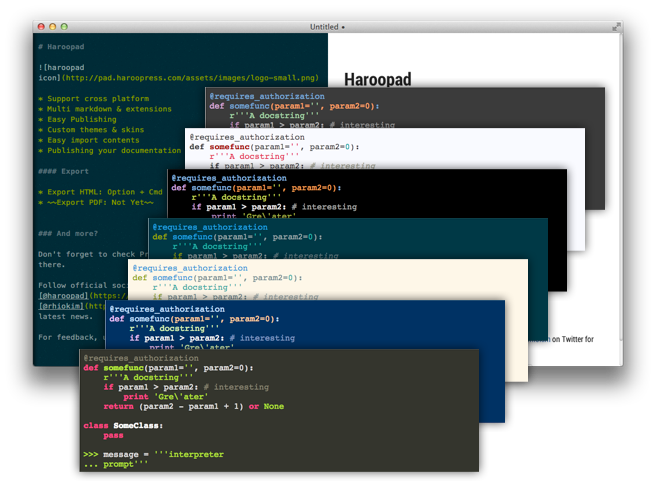 Untitled •
# Haroopad
![haroopad
icon](http://pad.haroopress.com/assets/images/logo-small.png)
* Support cross platform
* Multi markdown & extensions
* Easy Publishing
* Custom themes & skins
* Easy import contents
* Publishing your documentation
#### Export
* Export HTML: Option + Cmd
* ~~Export PDF: Not Yet~~
### And more?
Don't forget to check Pr
there.
Follow official soci
[@haroopad](https:/
[@rhiokim](http
latest news.
For feedback, u
Haroopad
on Twitter for
@requires_authorization
def somefunc(param1='', param2=0):
r'''A docstring'''
if param1 > param2: # interesting
@requires_authorization
def somefunc(param1='', param2=0):
r'''A docstring'''
if param1 > param2: # interesting
@requires_authorization
def somefunc(param1='', param2=0):
r'''A docstring'''
if param1 > param2: # interesting
print 'Gre\'ater'
@requires_authorization
def somefunc(param1='', param2=0):
r'''A docstring'''
if param1 > param2: # interesting
@requires_authorization
def somefunc(param1='', param2=0):
r'''A docstring'''
if param1 > param2: # interesting
@requires_authorization
def somefunc(param1='', param2=0):
r'''A docstring'''
if param1 > param2: # interesting
print 'Gre\'ater'
@requires_authorization
def somefunc(param1='', param2=0):
r'''A docstring'''
if param1 > param2: # interesting
print 'Gre\'ater'
return (param2 - param1 + 1) or None
class SomeClass:
pass
>>> message = '''interpreter
... prompt'''